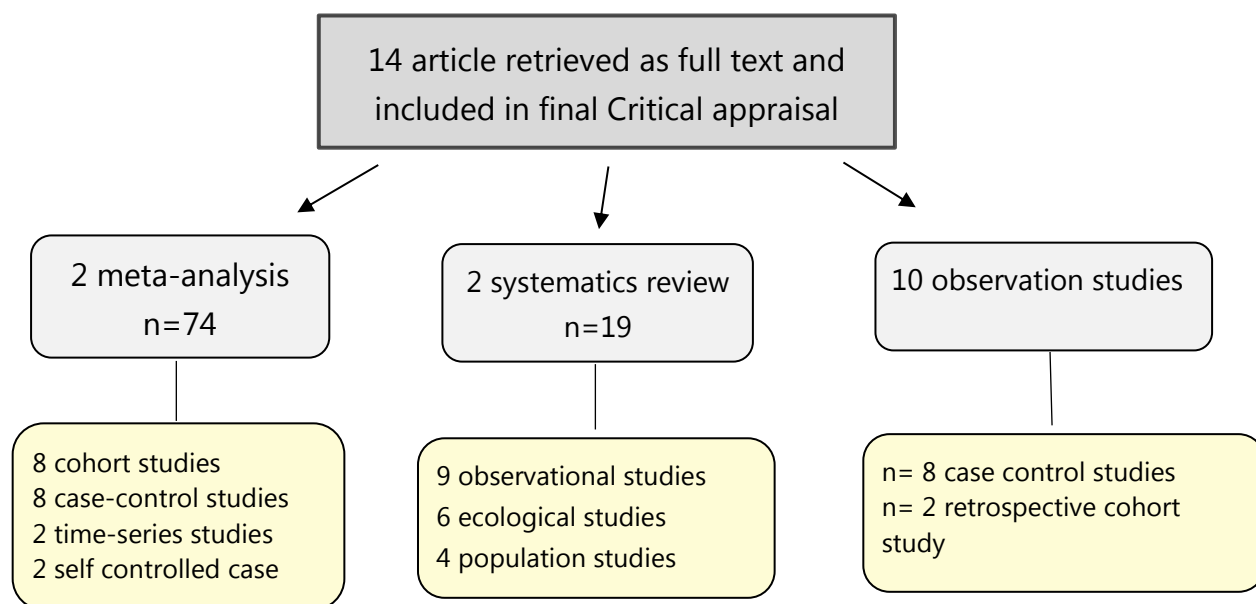 14 article retrieved as full text and
included in final Critical appraisal
2 meta-analysis
n=74
2 systematics review
n=19
10 observation studies
8 cohort studies
8 case-control studies
2 time-series studies
2 self controlled case
9 observational studies
6 ecological studies
4 population studies
n= 8 case control studies
n= 2 retrospective cohort
study